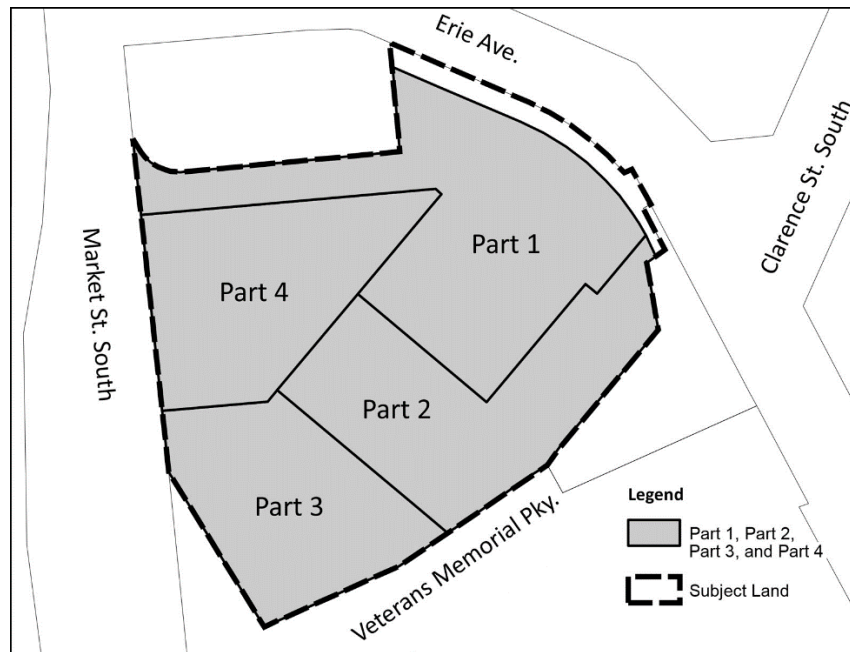 Erie Ave.
Clarence St. South
Part 1
Part 4
Market St. South
Part 2
Part 3
Veterans Memorial Pky.
Legend
Part 1, Part 2,
Part 3, and Part 4
Subject Land